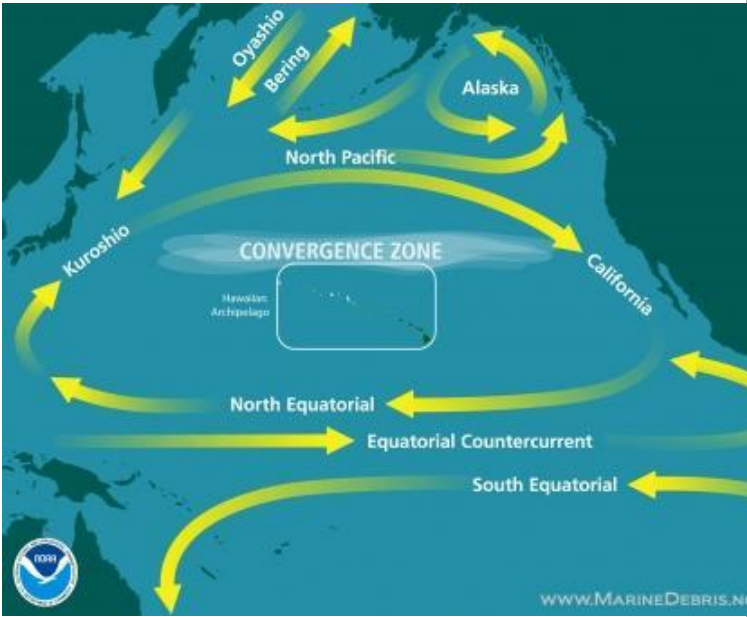 Oyashio
Bering
Alaska
North Pacific
Kuroshio
CONVERGENCE ZONE
California
Hawaiian
Archipelago
North Equatorial
Equatorial Countercurrent
South Equatorial
NOAA
WWW.MARINEDEBRIS.NO